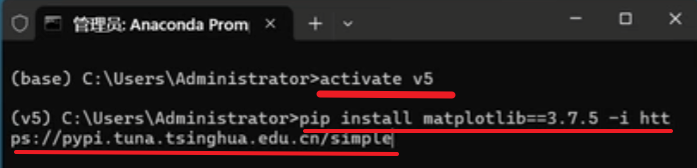 管理员: Anaconda Prom
(base) C:\Users\Administrator>activate v5
(v5) C:\Users\Administrator>pip install matplotlib==3.7.5 -i htt
ps://pypi.tuna.tsinghua.edu.cn/simple